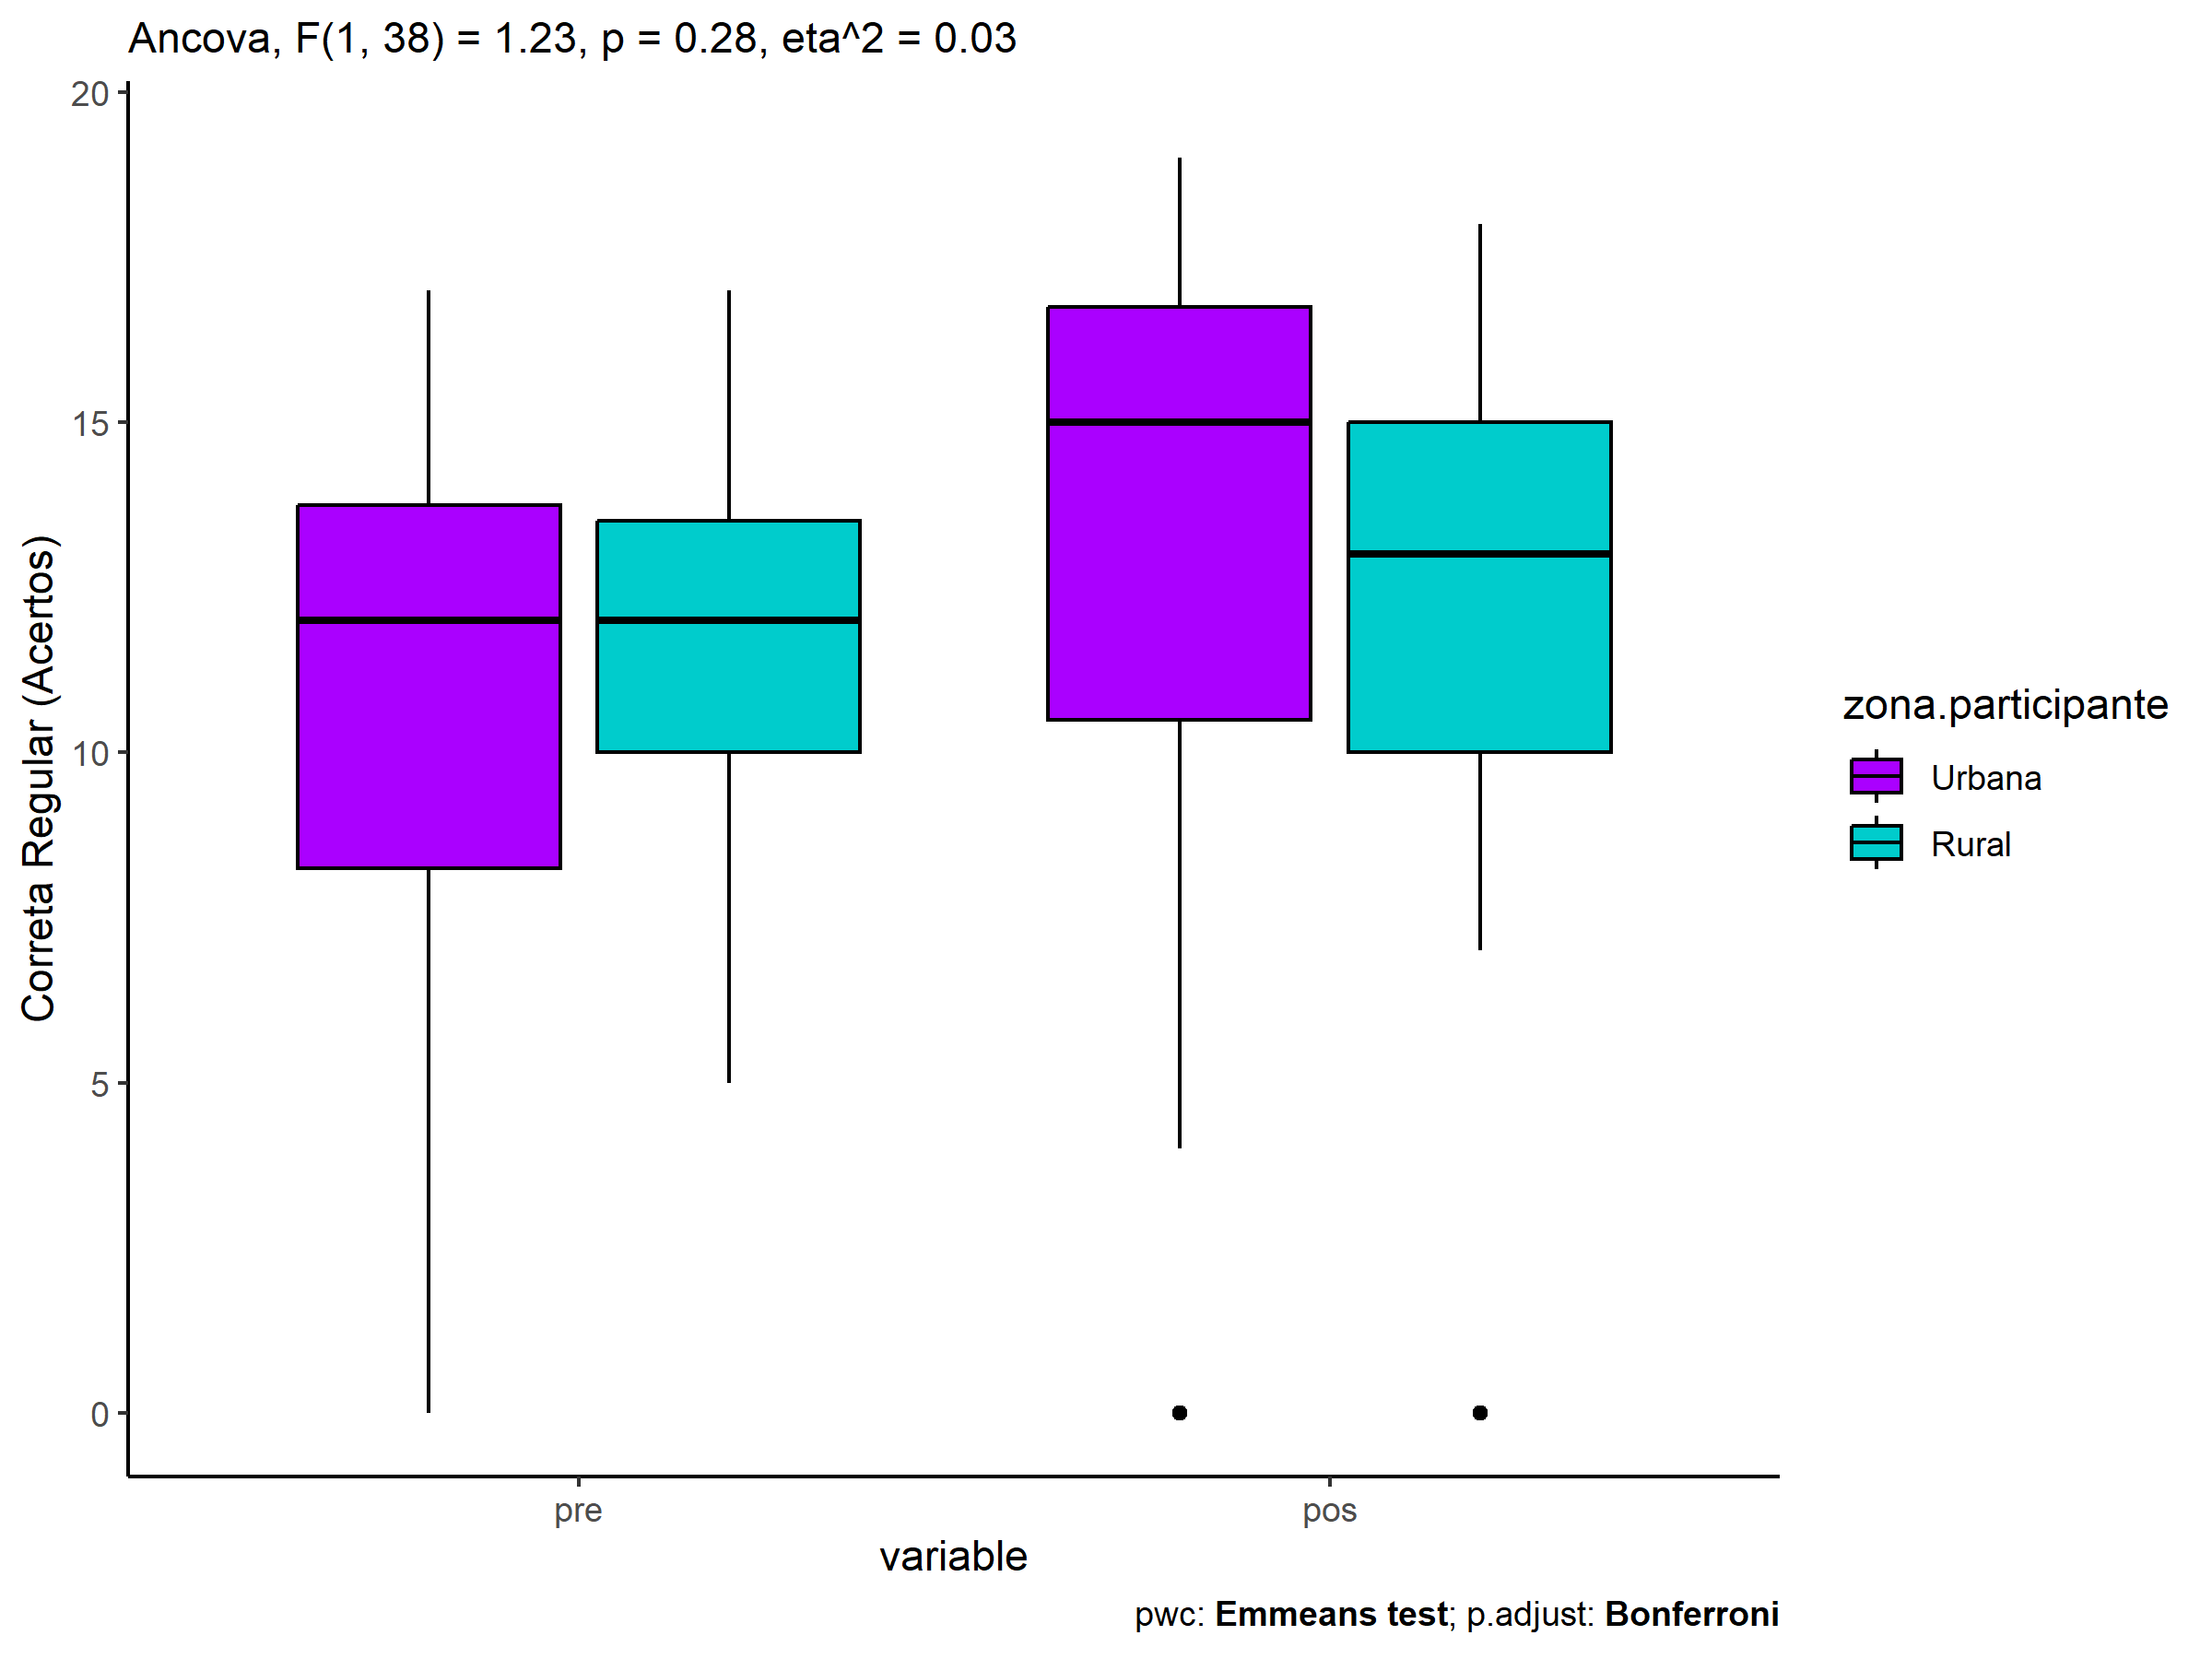 Ancova, F(1, 38) = 1.23, p = 0.28, eta^2 = 0.03
Correta Regular (Acertos)
20
15
10
5
0
pre
pos
variable
zona.participante
Urbana
Rural
pwc: Emmeans test; p.adjust: Bonferroni